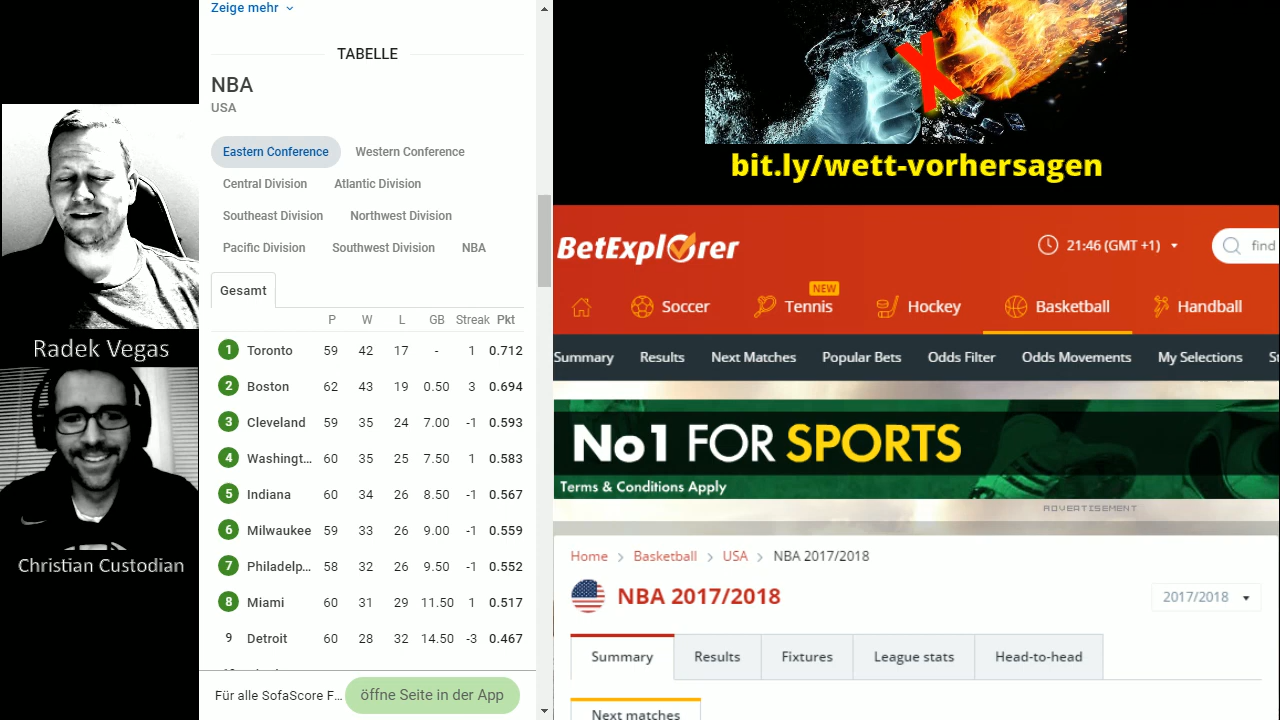 Zeige mehr
TABELLE
NBA
USA
Eastern Conference Western Conference
Central Division Atlantic Division
Southeast Division Northwest Division
Pacific Division Southwest Division NBA
Gesamt
P W L GB Streak Pkt
1 Toronto 59 42 17 - 1 0.712
2 Boston 62 43 19 0.50 3 0.694
3 Cleveland 59 35 24 7.00 -1 0.593
4 Washingt... 60 35 25 7.50 1 0.583
5 Indiana 60 34 26 8.50 -1 0.567
6 Milwaukee 59 33 26 9.00 -1 0.559
7 Philadelp... 58 32 26 9.50 -1 0.552
8 Miami 60 31 29 11.50 1 0.517
9 Detroit 60 28 32 14.50 -3 0.467
Für alle SofaScore F... öffne Seite in der App
Radek Vegas
Christian Custodian
X
bit.ly/wett-vorhersagen
BetExplorer
21:46 (GMT +1)
find
NEW
Soccer Tennis Hockey Basketball Handball
Summary Results Next Matches Popular Bets Odds Filter Odds Movements My Selections S
No1 FOR SPORTS
Terms & Conditions Apply
ADVERTISEMENT
Home > Basketball > USA > NBA 2017/2018
NBA 2017/2018
2017/2018
Summary Results Fixtures League stats Head-to-head
Next matches